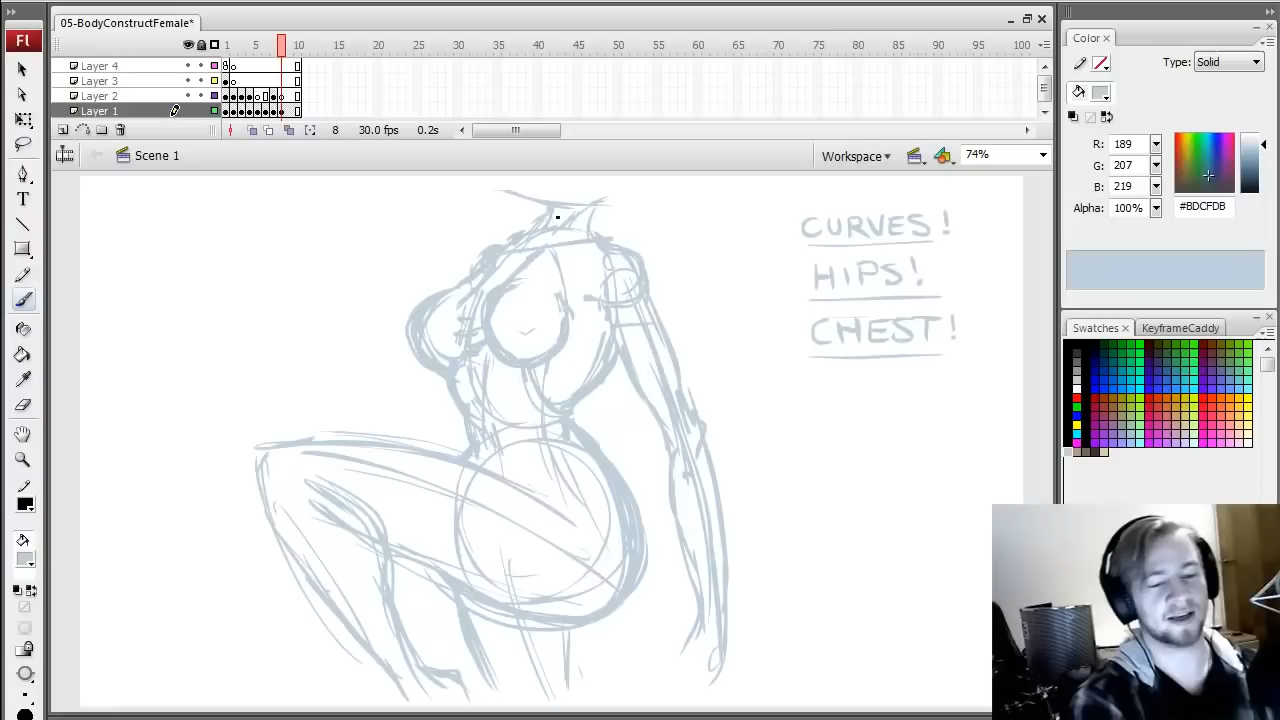 05-BodyConstructFemale*
Fl
1 5 10 15 20 25 30 35 40 45 50 55 60 65 70 75 80 85 90 95 100
Layer 4
Layer 3
Layer 2
Layer 1
8 30.0 fps 0.2s
Scene 1
Workspace
74%
CURVES!
HIPS!
CHEST!
Color
Type: Solid
R: 189
G: 207
B: 219
Alpha: 100%
#BDCFDB
Swatches KeyframeCaddy